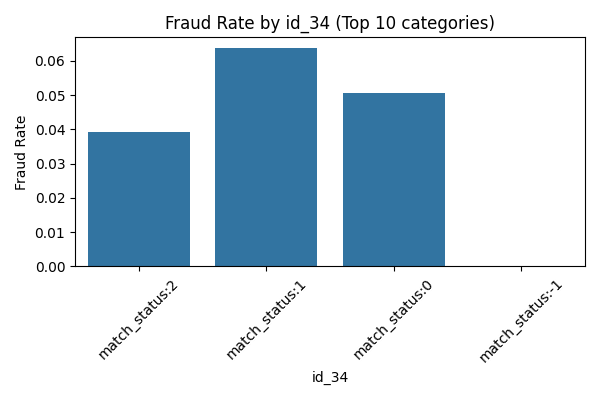 Fraud Rate by id_34 (Top 10 categories)
Fraud Rate
0.06
0.05
0.04
0.03
0.02
0.01
0.00
match_status:2
match_status:1
match_status:0
match_status:-1
id_34